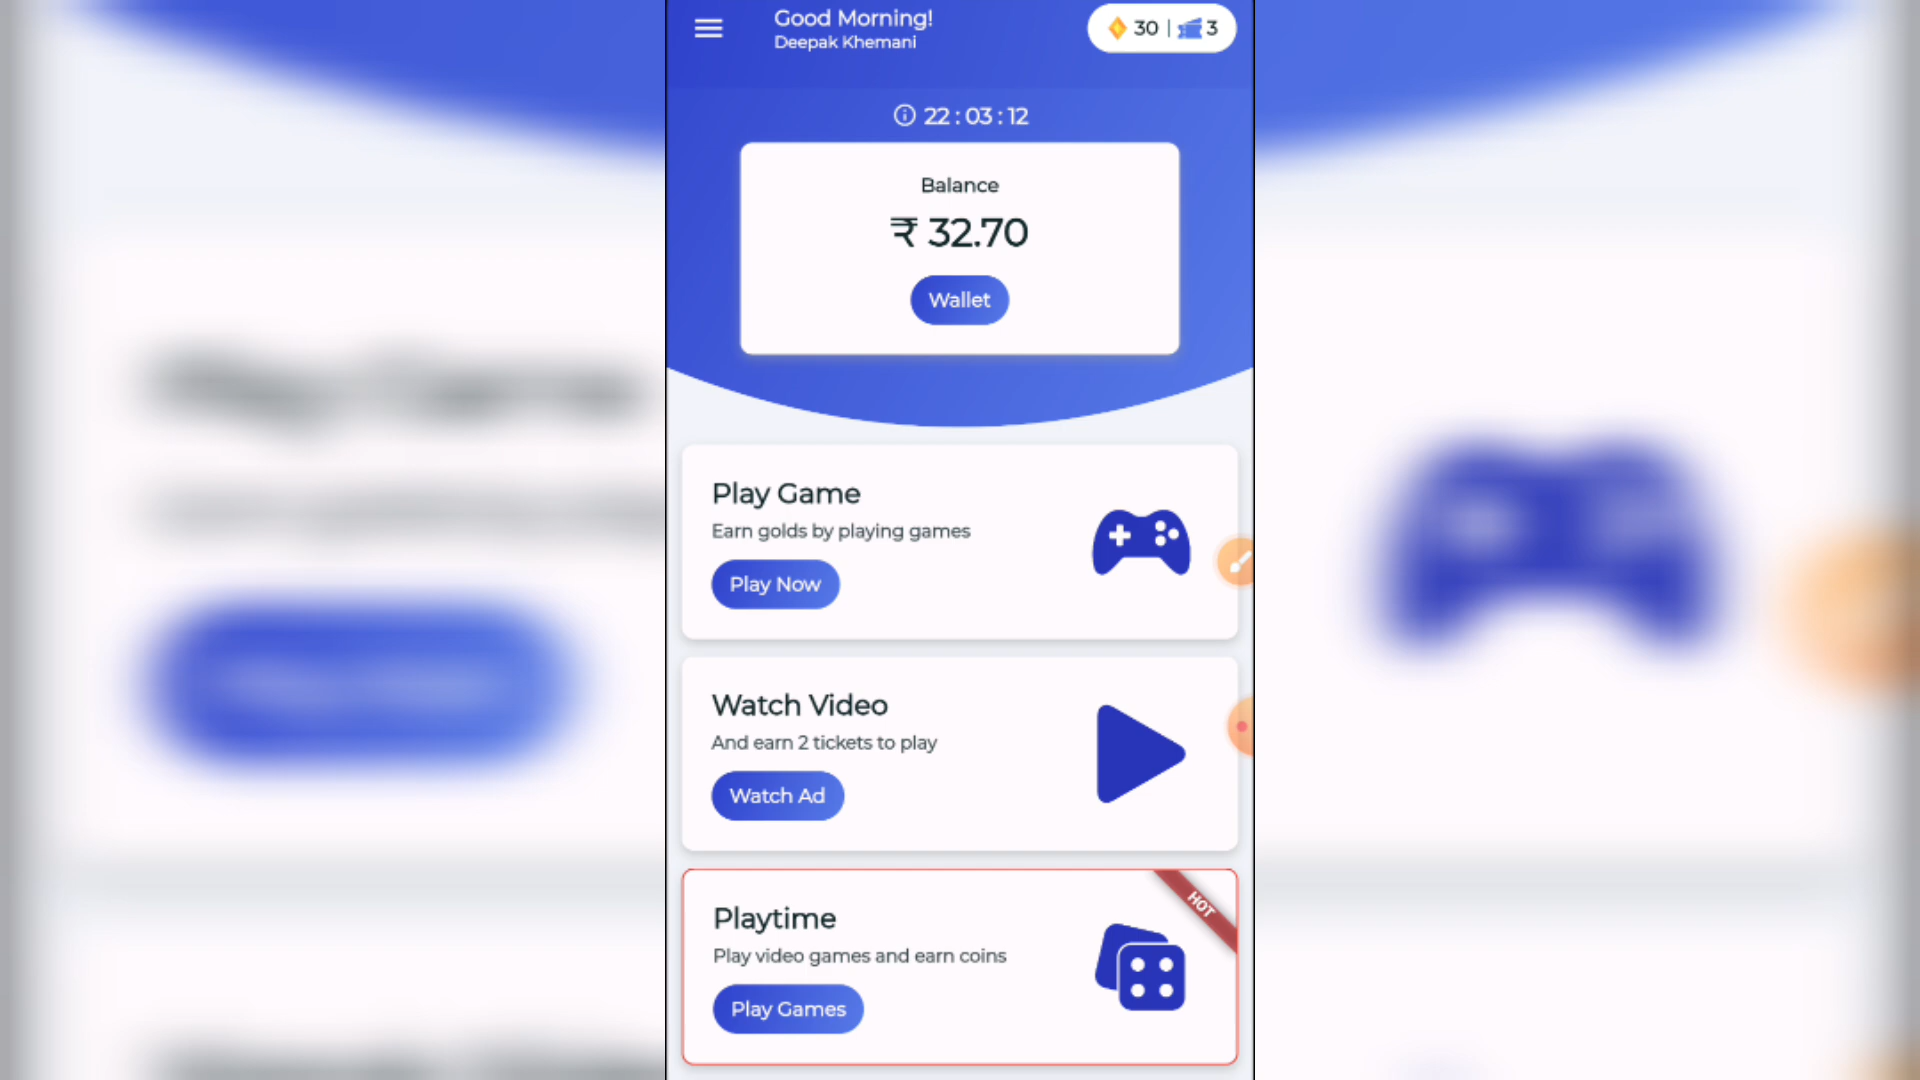 Good Morning!
Deepak Khemani
30 | 3
22 : 03 : 12
Balance
₹ 32.70
Wallet
Play Game
Earn golds by playing games
Play Now
Watch Video
And earn 2 tickets to play
Watch Ad
HOT
Playtime
Play video games and earn coins
Play Games